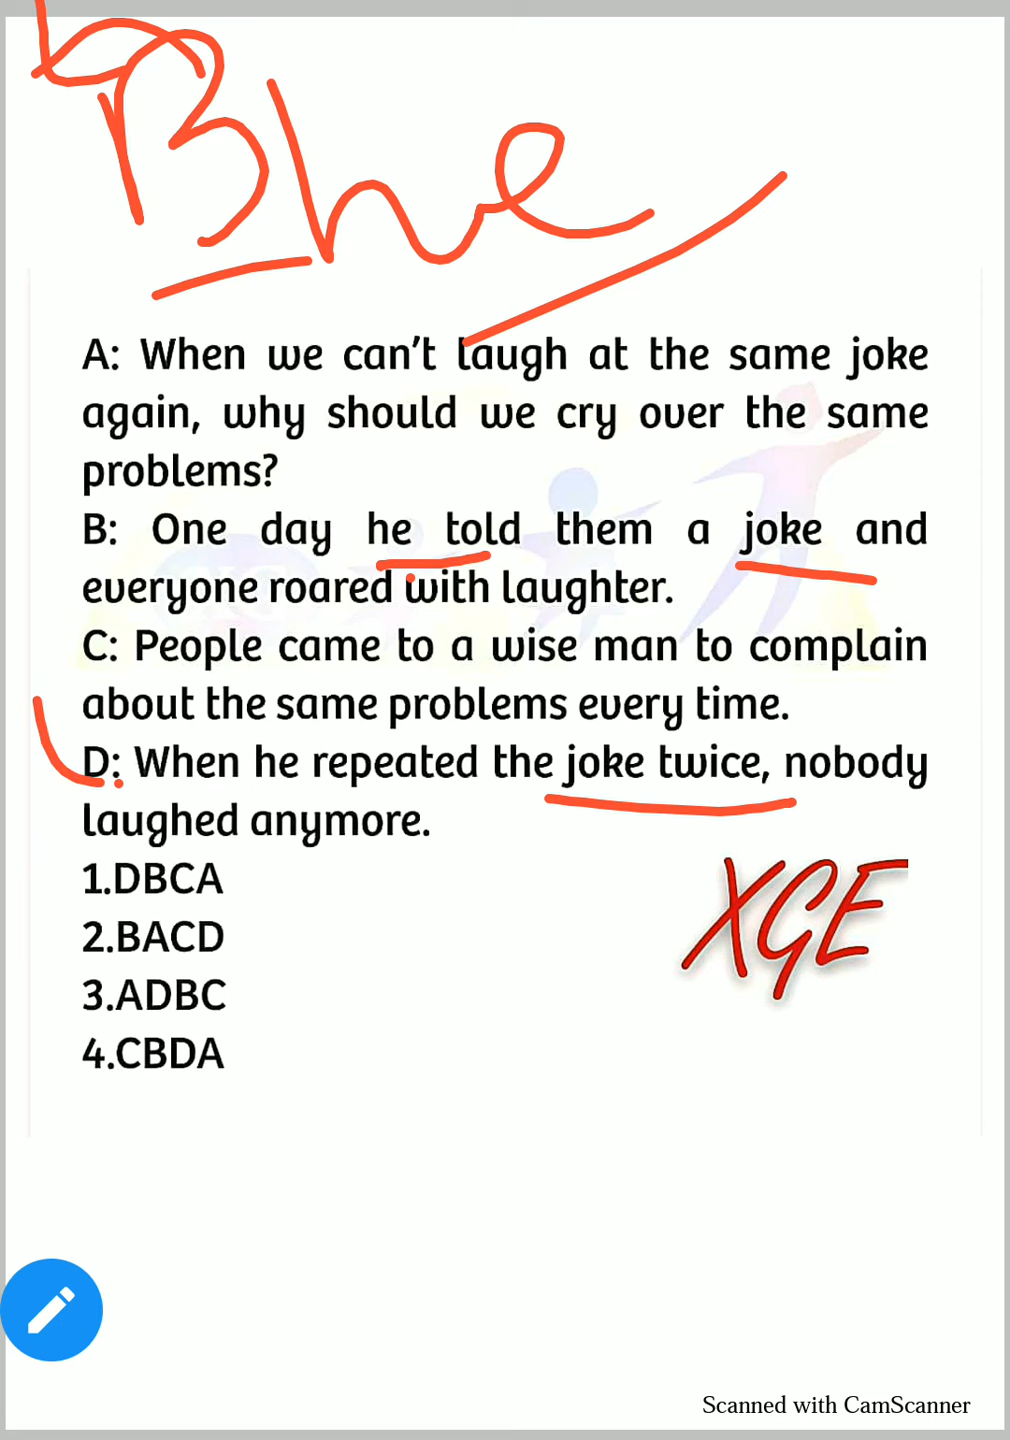 Bhe
A: When we can't laugh at the same joke
again, why should we cry over the same
problems?
B: One day he told them a joke and
everyone roared with laughter.
C: People came to a wise man to complain
about the same problems every time.
D: When he repeated the joke twice, nobody
laughed anymore.
1.DBCA
2.BACD
3.ADBC
4.CBDA
XGE
Scanned with CamScanner